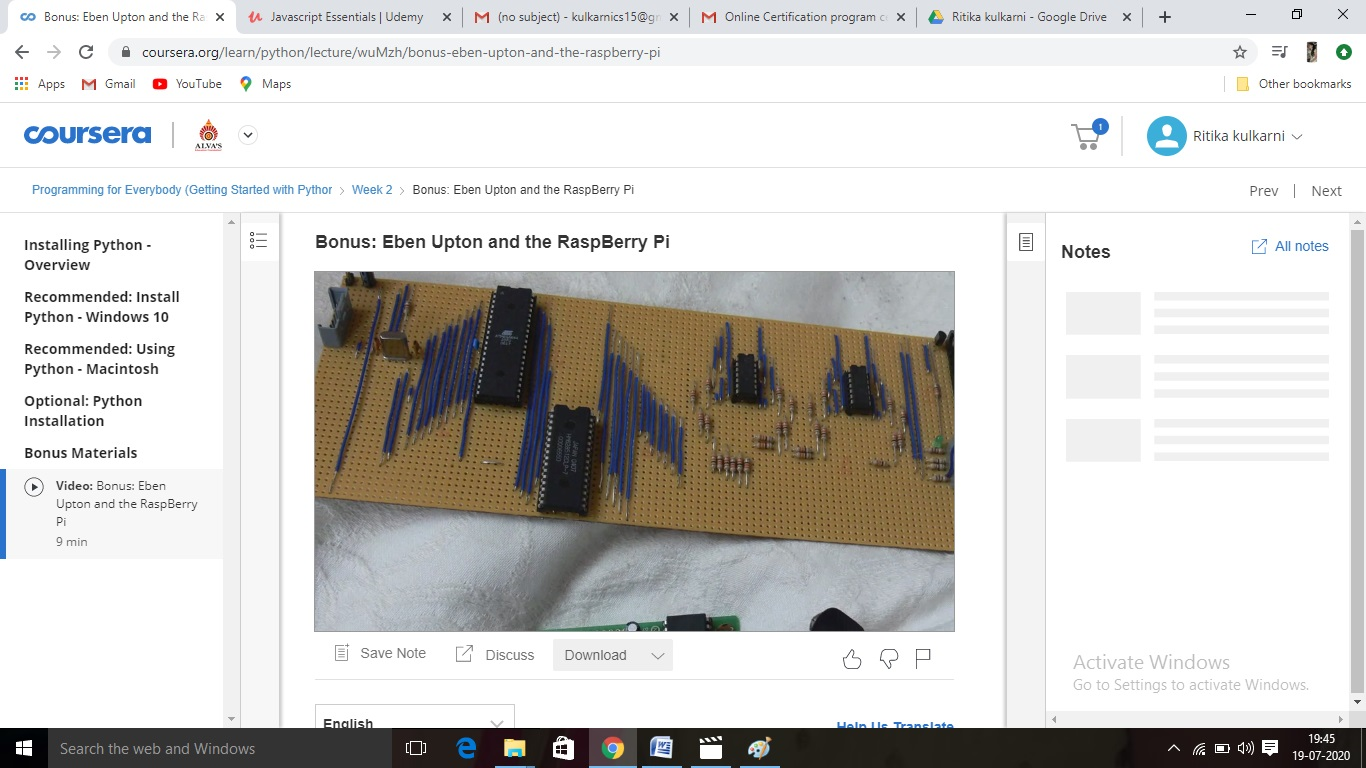 Bonus: Eben Upton and the Ra
Javascript Essentials | Udemy
(no subject) - kulkarnics15@gm
Online Certification program co
Ritika kulkarni - Google Drive
coursera.org/learn/python/lecture/wuMzh/bonus-eben-upton-and-the-raspberry-pi
Apps
Gmail
YouTube
Maps
Other bookmarks
coursera
ALVA'S
1
Ritika kulkarni
Programming for Everybody (Getting Started with Python
Week 2
Bonus: Eben Upton and the RaspBerry Pi
Prev | Next
Installing Python -
Overview
Recommended: Install
Python - Windows 10
Recommended: Using
Python - Macintosh
Optional: Python
Installation
Bonus Materials
Video: Bonus: Eben
Upton and the RaspBerry
Pi
9 min
Bonus: Eben Upton and the RaspBerry Pi
Save Note
Discuss
Download
English
Help Us Translate
Notes
All notes
Activate Windows
Go to Settings to activate Windows.
Search the web and Windows
19:45
19-07-2020